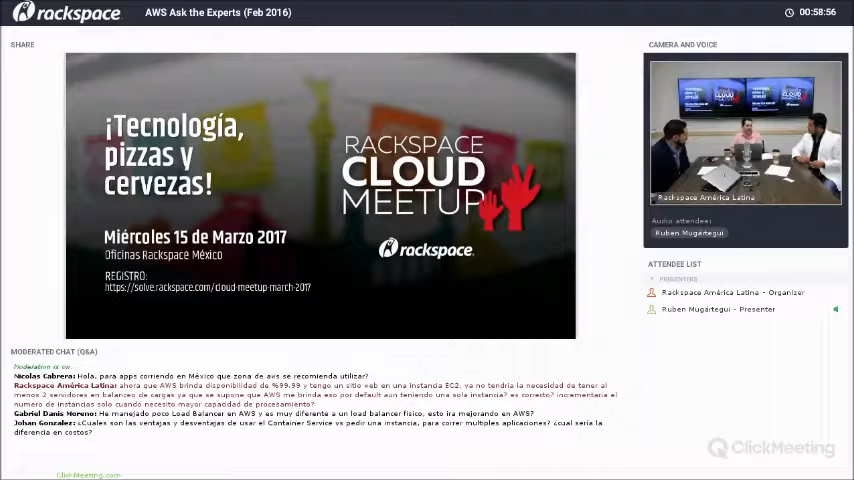 rackspace
AWS Ask the Experts (Feb 2016)
00:58:56
SHARE
CAMERA AND VOICE
¡Tecnología,
pizzas y
cervezas!
RACKSPACE
CLOUD
MEETUP
Miércoles 15 de Marzo 2017
Oficinas Rackspace México
rackspace
REGISTRO:
https://solve.rackspace.com/cloud-meetup-march-2017
CLOUD
Rackspace América Latina
Audio attendee:
Ruben Mugártegui
ATTENDEE LIST
PRESENTERS
Rackspace América Latina - Organizer
Ruben Mugártegui - Presenter
MODERATED CHAT (Q&A)
Moderation is on.
Nicolas Cabrera: Hola, para apps corriendo en México que zona de aws se recomienda utilizar?
Rackspace América Latina: ahora que AWS brinda disponibilidad de %99.99 y tengo un sitio web en una instancia EC2, ya no tendria la necesidad de tener al
menos 2 servidores en balanceo de cargas ya que se supone que AWS me brinda eso por default aun teniendo una sola instancia? es correcto? incrementaria el
numero de instancias solo cuando necesito mayor capacidad de procesamiento?
Gabriel Danis Moreno: He manejado poco Load Balancer en AWS y es muy diferente a un load balancer fisico, esto ira mejorando en AWS?
Johan Gonzalez: ¿Cuales son las ventajas y desventajas de usar el Container Service vs pedir una instancia, para correr multiples aplicaciones? ¿cual sería la
diferencia en costos?
ClickMeeting
ClickMeeting.com